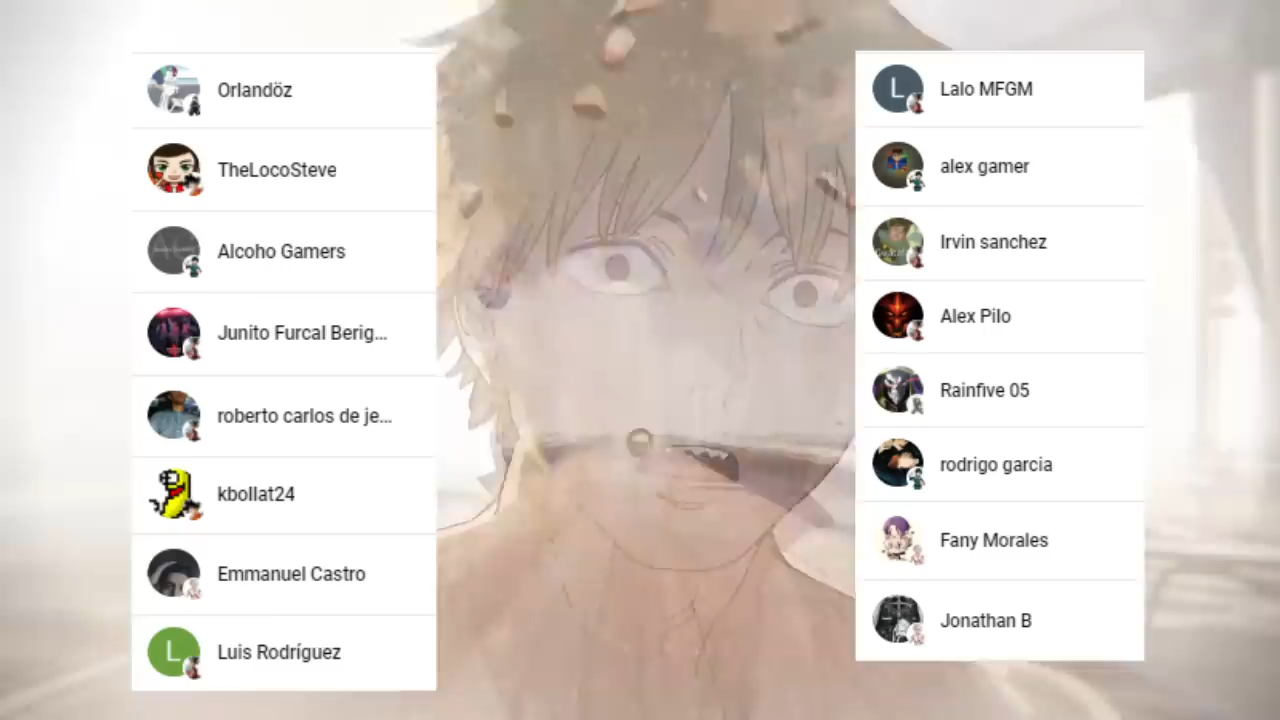 Orlandöz
TheLocoSteve
Alcoho Gamers
Junito Furcal Berig...
roberto carlos de je...
kbollat24
Emmanuel Castro
L
Luis Rodríguez
L
Lalo MFGM
alex gamer
Irvin sanchez
Alex Pilo
Rainfive 05
rodrigo garcia
Fany Morales
Jonathan B